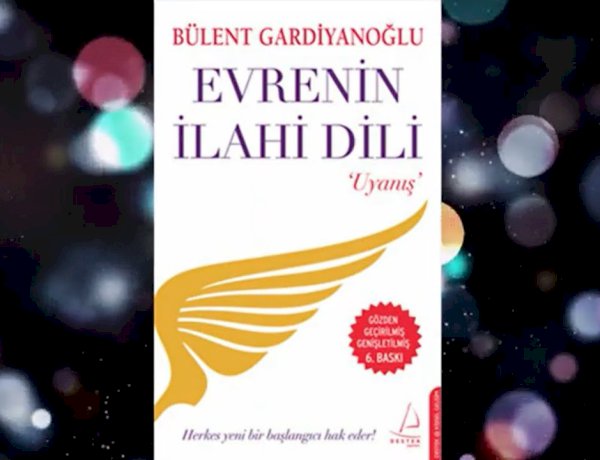 BÜLENT GARDİYANOĞLU
EVRENİN
İLAHİ DİLİ
‘Uyanış’
GÖZDEN
GEÇİRİLMİŞ
GENİŞLETİLMİŞ
6. BASKI
Herkes yeni bir başlangıcı hak eder!
DESTEK